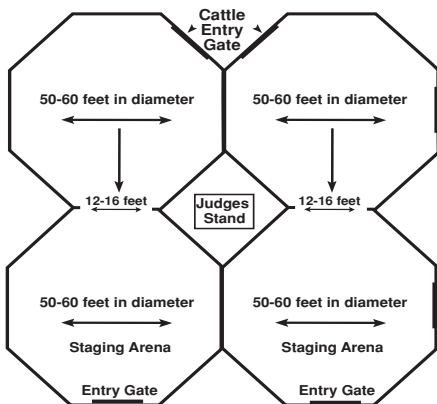 Cattle
Entry
Gate
50-60 feet in diameter
50-60 feet in diameter
12-16 feet
Judges
Stand
12-16 feet
50-60 feet in diameter
50-60 feet in diameter
Staging Arena
Staging Arena
Entry Gate
Entry Gate